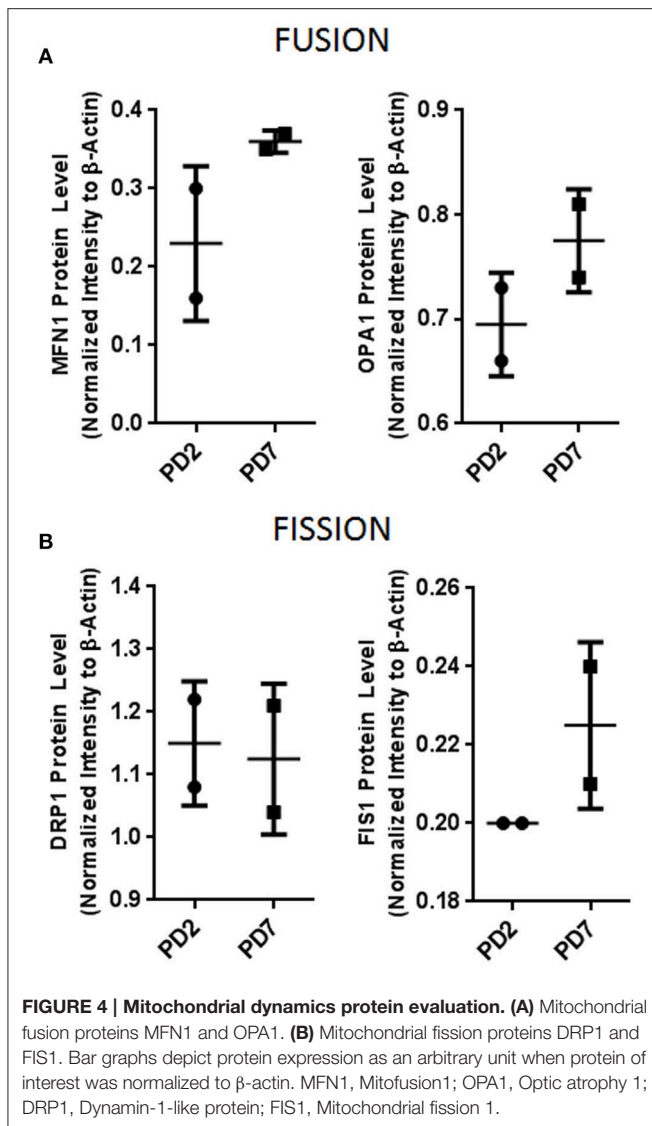 FUSION
A
MFN1 Protein Level
(Normalized Intensity to β-Actin)
0.4
0.3
0.2
0.1
0.0
PD2
PD7
OPA1 Protein Level
(Normalized Intensity to β-Actin)
0.9
0.8
0.7
0.6
PD2
PD7
FISSION
B
DRP1 Protein Level
(Normalized Intensity to β-Actin)
1.4
1.3
1.2
1.1
1.0
0.9
PD2
PD7
FIS1 Protein Level
(Normalized Intensity to β-Actin)
0.26
0.24
0.22
0.20
0.18
PD2
PD7
FIGURE 4 | Mitochondrial dynamics protein evaluation. (A) Mitochondrial
fusion proteins MFN1 and OPA1. (B) Mitochondrial fission proteins DRP1 and
FIS1. Bar graphs depict protein expression as an arbitrary unit when protein of
interest was normalized to β-actin. MFN1, Mitofusion1; OPA1, Optic atrophy 1;
DRP1, Dynamin-1-like protein; FIS1, Mitochondrial fission 1.